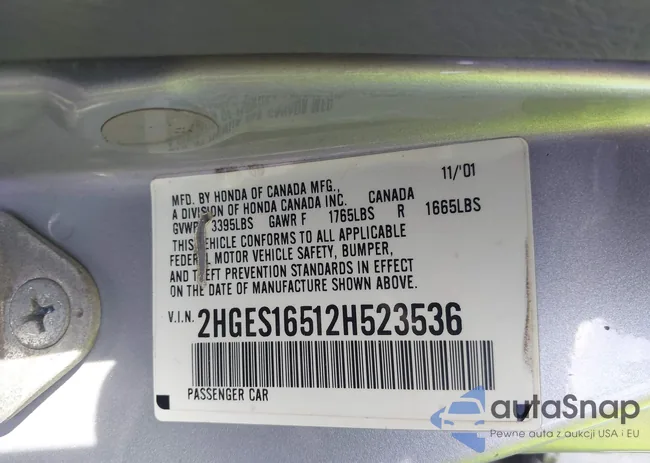 11/'01
MFD. BY HONDA OF CANADA MFG., CANADA
A DIVISION OF HONDA CANADA INC.
GVWR 3395LBS GAWR F 1765LBS R 1665LBS
THIS VEHICLE CONFORMS TO ALL APPLICABLE
FEDERAL MOTOR VEHICLE SAFETY, BUMPER,
AND THEFT PREVENTION STANDARDS IN EFFECT
ON THE DATE OF MANUFACTURE SHOWN ABOVE.
V.I.N. 2HGES16512H523536
PASSENGER CAR
autaSnap
Pewne auta z aukcji USA i EU